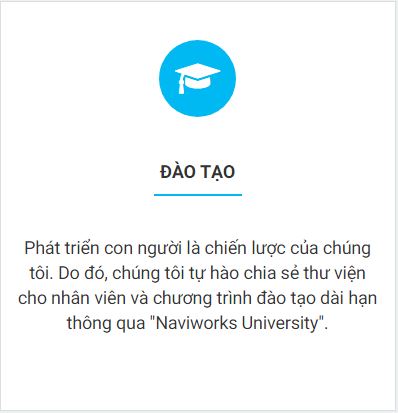 ĐÀO TẠO
Phát triển con người là chiến lược của chúng
tôi. Do đó, chúng tôi tự hào chia sẻ thư viện
cho nhân viên và chương trình đào tạo dài hạn
thông qua "Naviworks University".